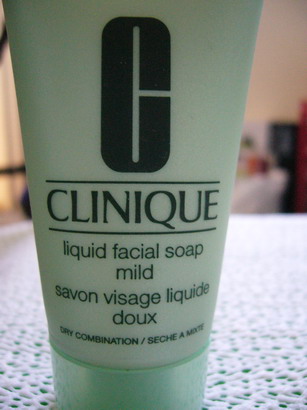 C
CLINIQUE
liquid facial soap
mild
savon visage liquide
doux
DRY COMBINATION / SECHE A MIXTE